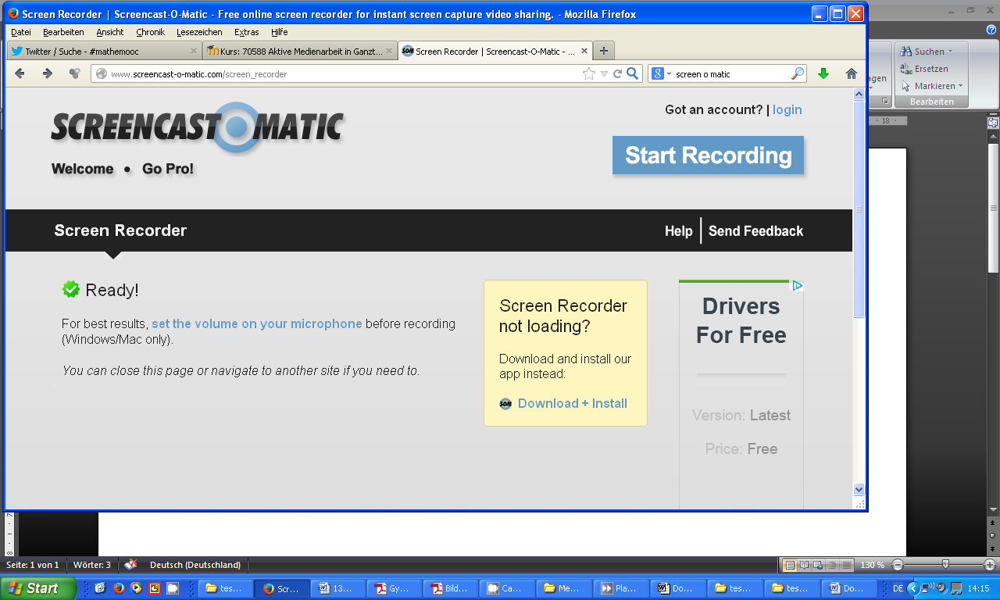 Screen Recorder | Screencast-O-Matic - Free online screen recorder for instant screen capture video sharing. - Mozilla Firefox
Datei Bearbeiten Ansicht Chronik Lesezeichen Extras Hilfe
Twitter / Suche - #mathemooc
Kurs: 70588 Aktive Medienarbeit in Ganzt...
Screen Recorder | Screencast-O-Matic - ...
www.screencast-o-matic.com/screen_recorder
screen o matic
Suchen
Ersetzen
Markieren
Bearbeiten
18
SCREENCAST O MATIC
Got an account? | login
Start Recording
Welcome • Go Pro!
Screen Recorder
Help
Send Feedback
Ready!
For best results, set the volume on your microphone before recording
(Windows/Mac only).
You can close this page or navigate to another site if you need to.
Screen Recorder
not loading?
Download and install our
app instead:
SOM Download + Install
Drivers
For Free
Version: Latest
Price: Free
Seite: 1 von 1 Wörter: 3 Deutsch (Deutschland) 130 %
Start tes... Scr... 13... Gy... Bild... Ca... Me... Pla... Do... tes... tes... Do... DE 14:15